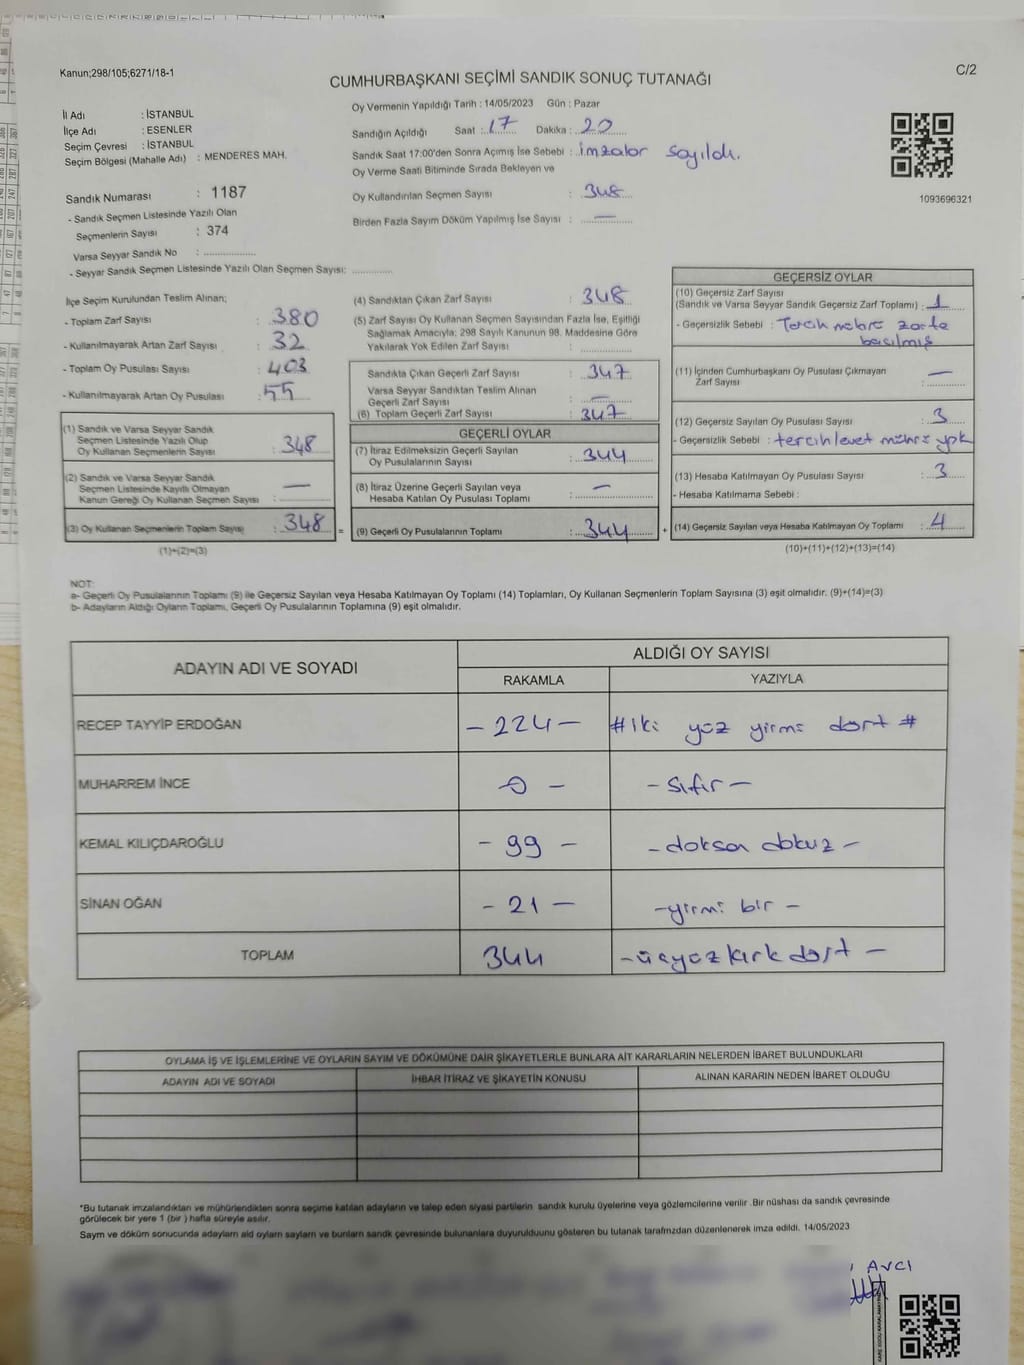 Kanun;298/105;6271/18-1
C/2
CUMHURBAŞKANI SEÇİMİ SANDIK SONUÇ TUTANAĞI
İl Adı : İSTANBUL
İlçe Adı : ESENLER
Seçim Çevresi : İSTANBUL
Seçim Bölgesi (Mahalle Adı) : MENDERES MAH.
Sandık Numarası : 1187
- Sandık Seçmen Listesinde Yazılı Olan
Seçmenlerin Sayısı : 374
Varsa Seyyar Sandık No : ..................
- Seyyar Sandık Seçmen Listesinde Yazılı Olan Seçmen Sayısı: .............
Oy Vermenin Yapıldığı Tarih : 14/05/2023 Gün : Pazar
Sandığın Açıldığı Saat : 17 Dakika : 20
Sandık Saat 17:00'den Sonra Açımış İse Sebebi : imzalar sayıldı.
Oy Verme Saati Bitiminde Sırada Bekleyen ve
Oy Kullandırılan Seçmen Sayısı : 348
Birden Fazla Sayım Döküm Yapılmış İse Sayısı : —
1093696321
İlçe Seçim Kurulundan Teslim Alınan;
- Toplam Zarf Sayısı : 380
- Kullanılmayarak Artan Zarf Sayısı : 32
- Toplam Oy Pusulası Sayısı : 403
- Kullanılmayarak Artan Oy Pusulası : 55
(1) Sandık ve Varsa Seyyar Sandık
Seçmen Listesinde Yazılı Olup
Oy Kullanan Seçmenlerin Sayısı : 348
(2) Sandık ve Varsa Seyyar Sandık
Seçmen Listesinde Kayıtlı Olmayan
Kanun Gereği Oy Kullanan Seçmen Sayısı : —
(3) Oy Kullanan Seçmenlerin Toplam Sayısı : 348
(1)+(2)=(3)
=
(4) Sandıktan Çıkan Zarf Sayısı : 348
(5) Zarf Sayısı Oy Kullanan Seçmen Sayısından Fazla İse, Eşitliği
Sağlamak Amacıyla; 298 Sayılı Kanunun 98. Maddesine Göre
Yakılarak Yok Edilen Zarf Sayısı : ..............
Sandıkta Çıkan Geçerli Zarf Sayısı : 347
Varsa Seyyar Sandıktan Teslim Alınan
Geçerli Zarf Sayısı : —
(6) Toplam Geçerli Zarf Sayısı : 347
GEÇERLİ OYLAR
(7) İtiraz Edilmeksizin Geçerli Sayılan
Oy Pusulalarının Sayısı : 344
(8) İtiraz Üzerine Geçerli Sayılan veya
Hesaba Katılan Oy Pusulası Toplamı : —
(9) Geçerli Oy Pusulalarının Toplamı : 344
+
GEÇERSİZ OYLAR
(10) Geçersiz Zarf Sayısı
(Sandık ve Varsa Seyyar Sandık Geçersiz Zarf Toplamı) : 1
- Geçersizlik Sebebi : Tercih mührü zarfa
basılmış
(11) İçinden Cumhurbaşkanı Oy Pusulası Çıkmayan
Zarf Sayısı : —
(12) Geçersiz Sayılan Oy Pusulası Sayısı : 3
- Geçersizlik Sebebi : tercih evet mührü yok
(13) Hesaba Katılmayan Oy Pusulası Sayısı : 3
- Hesaba Katılmama Sebebi :
(14) Geçersiz Sayılan veya Hesaba Katılmayan Oy Toplamı : 4
(10)+(11)+(12)+(13)=(14)
NOT:
a- Geçerli Oy Pusulalarının Toplamı (9) ile Geçersiz Sayılan veya Hesaba Katılmayan Oy Toplamı (14) Toplamları, Oy Kullanan Seçmenlerin Toplam Sayısına (3) eşit olmalıdır. (9)+(14)=(3)
b- Adayların Aldığı Oyların Toplamı, Geçerli Oy Pusulalarının Toplamına (9) eşit olmalıdır.
ADAYIN ADI VE SOYADI
ALDIĞI OY SAYISI
RAKAMLA YAZIYLA
RECEP TAYYİP ERDOĞAN - 224 - # iki yüz yirmi dört #
MUHARREM İNCE 0 - - sıfır -
KEMAL KILIÇDAROĞLU - 99 - - doksan dokuz -
SİNAN OĞAN - 21 - - yirmi bir -
TOPLAM 344 - üçyüz kırk dört -
OYLAMA İŞ VE İŞLEMLERİNE VE OYLARIN SAYIM VE DÖKÜMÜNE DAİR ŞİKAYETLERLE BUNLARA AİT KARARLARIN NELERDEN İBARET BULUNDUKLARI
ADAYIN ADI VE SOYADI İHBAR İTİRAZ VE ŞİKAYETİN KONUSU ALINAN KARARIN NEDEN İBARET OLDUĞU
*Bu tutanak imzalandıktan ve mühürlendikten sonra seçime katılan adayların ve talep eden siyasi partilerin sandık kurulu üyelerine veya gözlemcilerine verilir .Bir nüshası da sandık çevresinde
görülecek bir yere 1 (bir ) hafta süreyle asılır.
Sayım ve döküm sonucunda adayların ald oyların sayıları ve bunların sandk çevresinde bulunanlara duyurulduunu gösteren bu tutanak tarafmzdan düzenlenerek imza edildi. 14/05/2023
AVCI